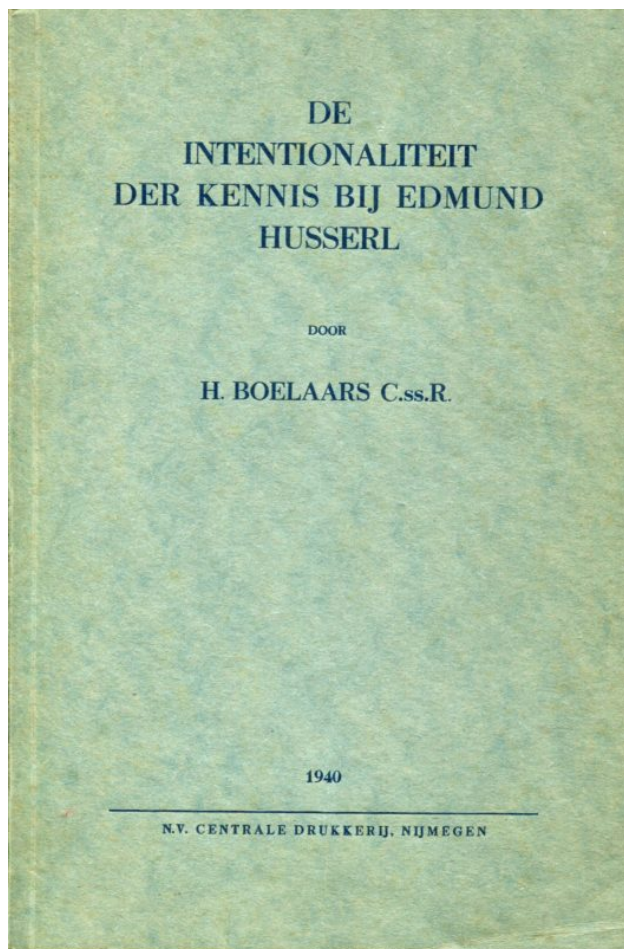 DE
INTENTIONALITEIT
DER KENNIS BIJ EDMUND
HUSSERL
DOOR
H. BOELAARS C.ss.R.
1940
N.V. CENTRALE DRUKKERIJ, NIJMEGEN